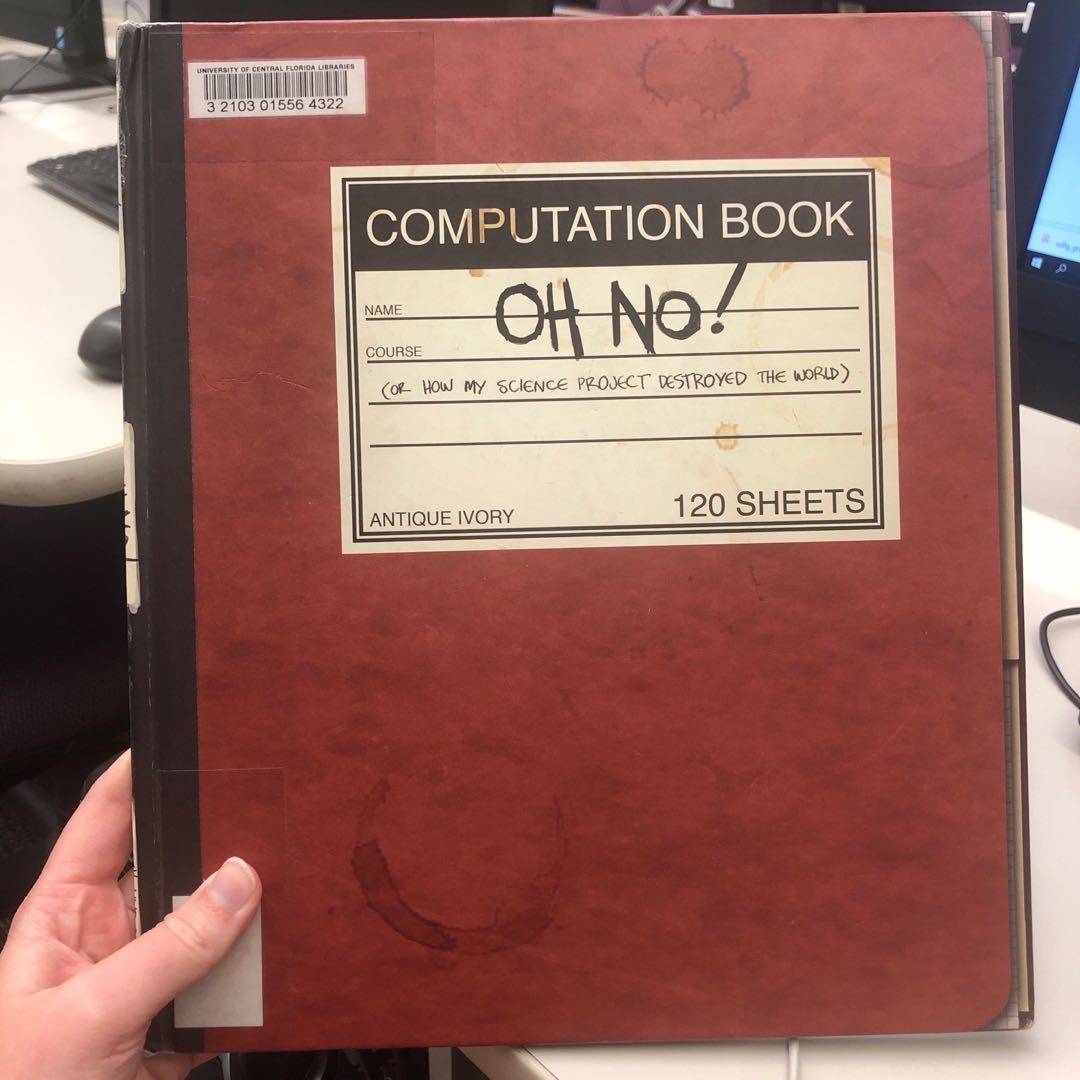 UNIVERSITY OF CENTRAL FLORIDA LIBRARIES
3 2103 01556 4322
COMPUTATION BOOK
NAME
OH NO!
COURSE
(OR HOW MY SCIENCE PROJECT DESTROYED THE WORLD)
ANTIQUE IVORY
120 SHEETS